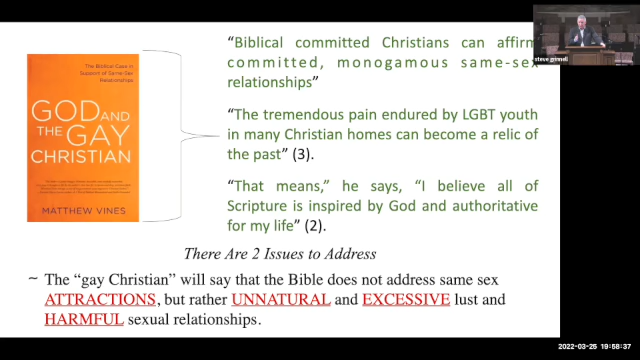 "Biblical committed Christians can affirm
committed, monogamous same-sex
relationships"
"The tremendous pain endured by LGBT youth
in many Christian homes can become a relic of
the past" (3).
"That means," he says, "I believe all of
Scripture is inspired by God and authoritative
for my life" (2).
The Biblical Case in
Support of Same-Sex
Relationships
GOD AND
THE GAY
CHRISTIAN
MATTHEW VINES
There Are 2 Issues to Address
~ The "gay Christian" will say that the Bible does not address same sex
ATTRACTIONS, but rather UNNATURAL and EXCESSIVE lust and
HARMFUL sexual relationships.
steve grinnell
2022-03-25 19:58:37